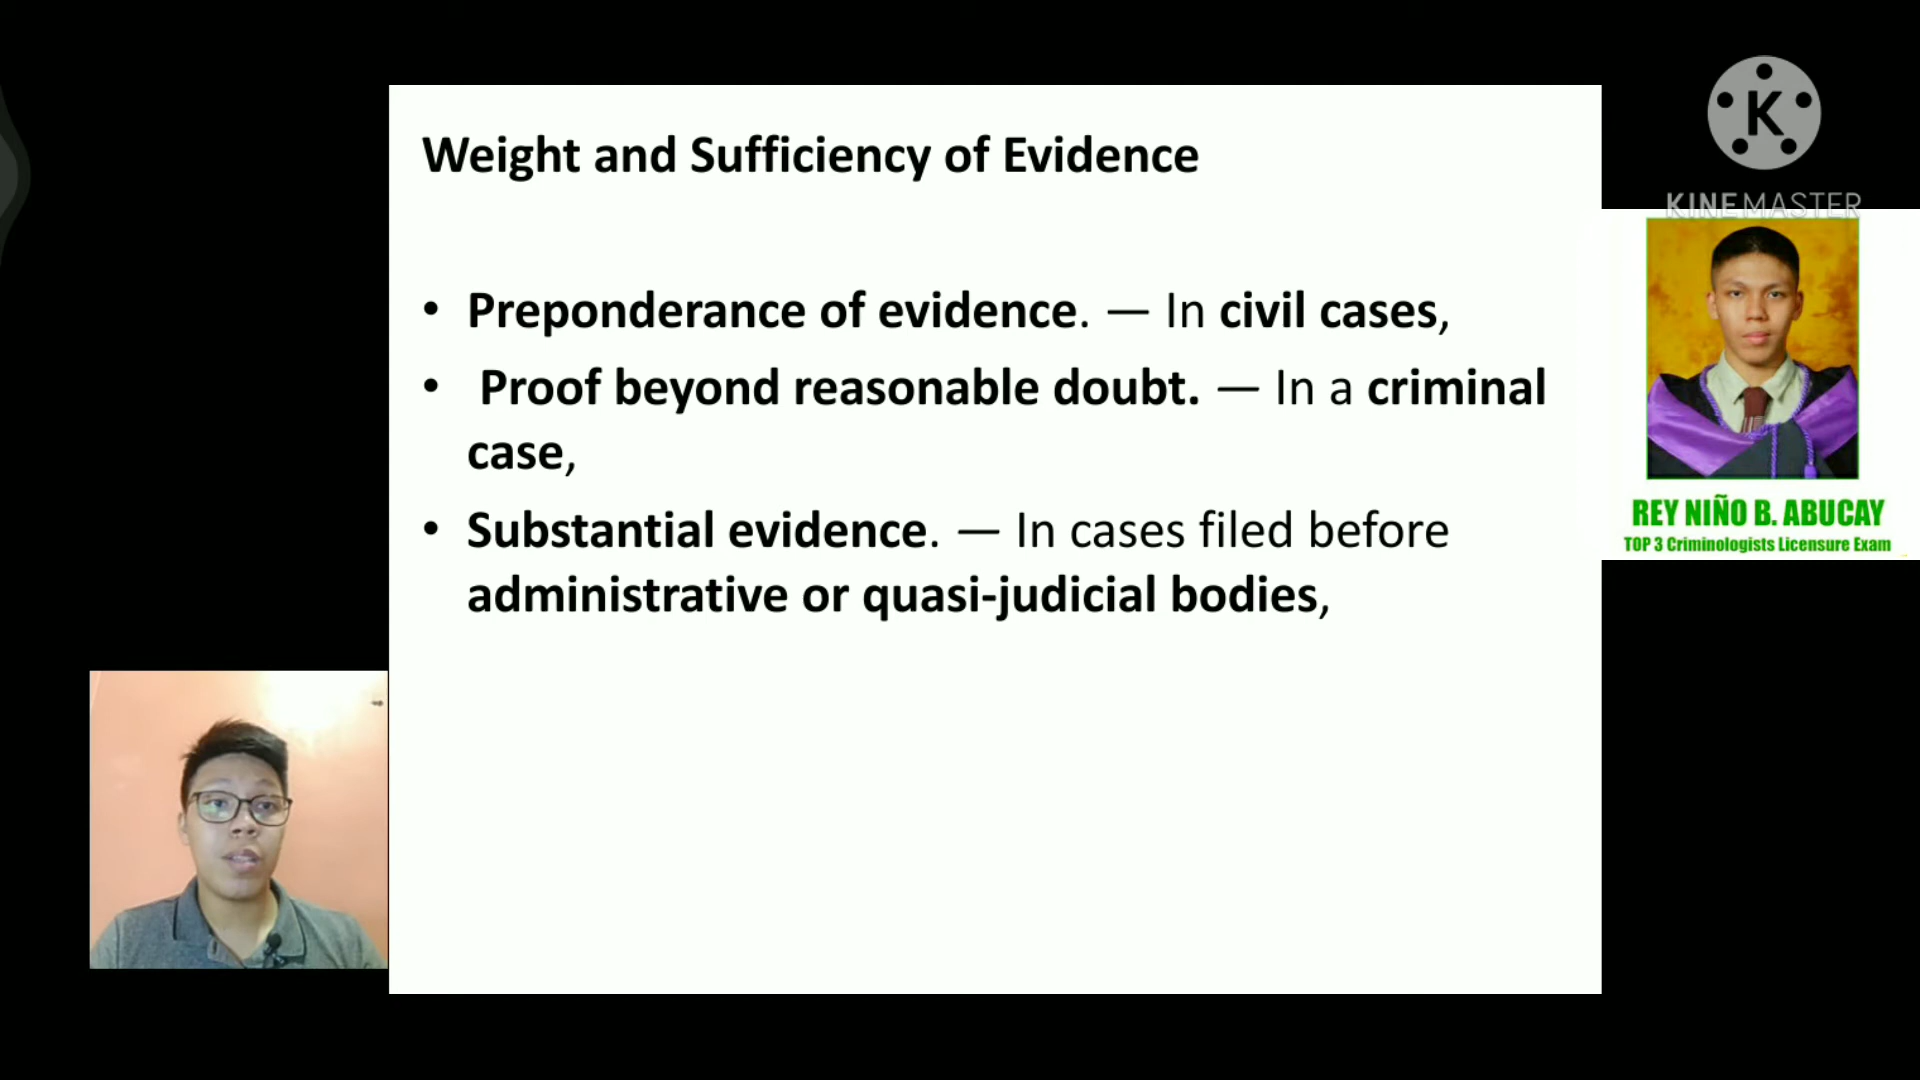 Weight and Sufficiency of Evidence
• Preponderance of evidence. — In civil cases,
• Proof beyond reasonable doubt. — In a criminal
case,
• Substantial evidence. — In cases filed before
administrative or quasi-judicial bodies,
K
KINEMASTER
REY NIÑO B. ABUCAY
TOP 3 Criminologists Licensure Exam